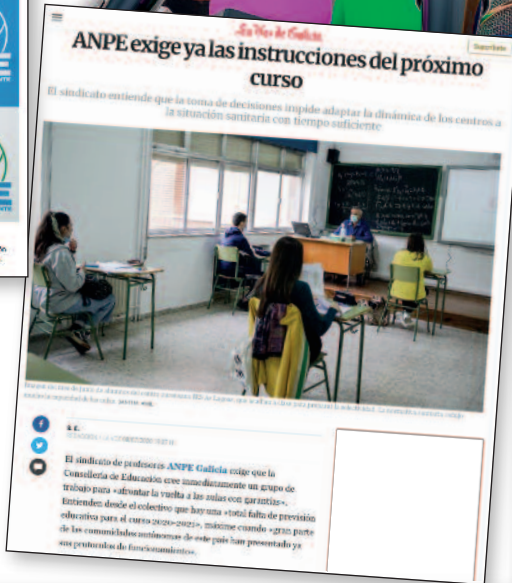 La Voz de Galicia
Suscríbete
ANPE exige ya las instrucciones del próximo
curso
El sindicato entiende que la toma de decisiones impide adaptar la dinámica de los centros a
la situación sanitaria con tiempo suficiente
El sindicato de profesores ANPE Galicia exige que la
Consellería de Educación cree inmediatamente un grupo de
trabajo para «afrontar la vuelta a las aulas con garantías».
Entienden desde el colectivo que hay una «total falta de previsión
educativa para el curso 2020-2021», máxime cuando «gran parte
de las comunidades autónomas de este país han presentado ya
sus protocolos de funcionamiento».